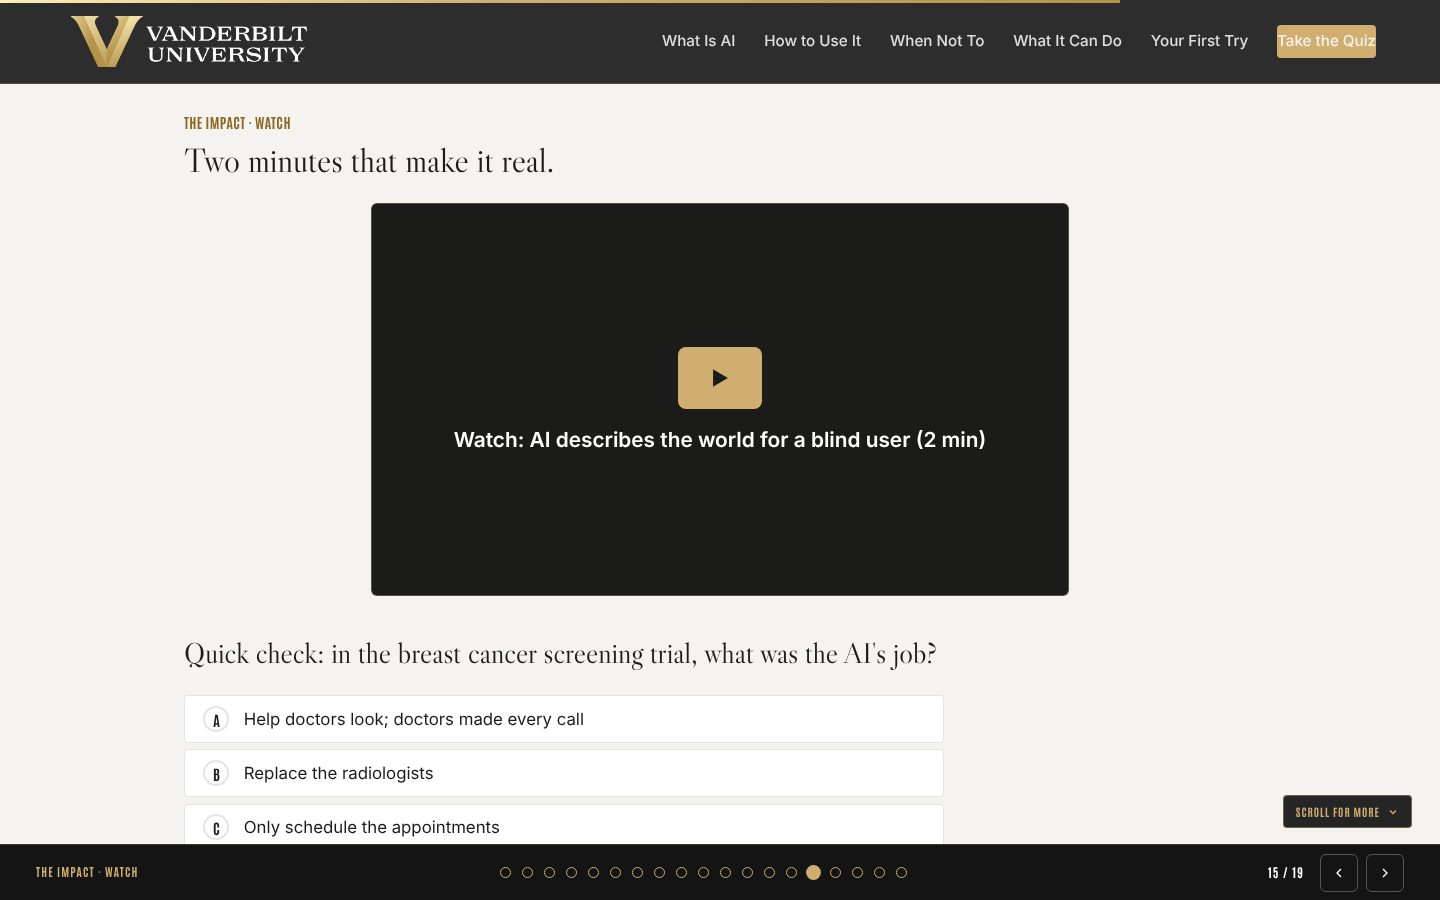 VANDERBILT
UNIVERSITY
What Is AI
How to Use It
When Not To
What It Can Do
Your First Try
Take the Quiz
THE IMPACT · WATCH
Two minutes that make it real.
Watch: AI describes the world for a blind user (2 min)
Quick check: in the breast cancer screening trial, what was the AI's job?
A Help doctors look; doctors made every call
B Replace the radiologists
C Only schedule the appointments
SCROLL FOR MORE
THE IMPACT · WATCH
15 / 19